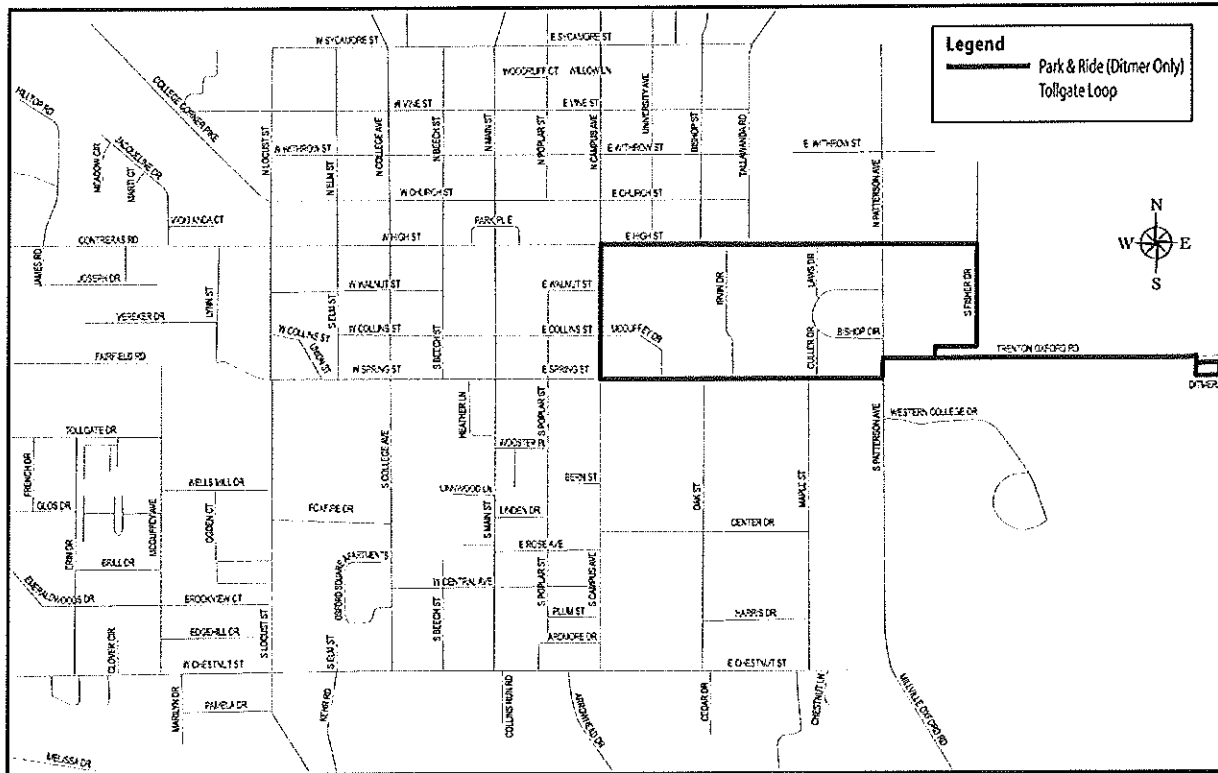 Legend
Park & Ride (Ditmer Only)
Tollgate Loop
N
W E
S
W SYCAMORE ST
E SYCAMORE ST
WOODRUFF CT
WILLOW LN
HILLTOP RD
COLLEGE CORNER PIKE
W VINE ST
E VINE ST
UNIVERSITY AVE
BISHOP ST
TALLAWANDA RD
N LOCUST ST
N ELM ST
N COLLEGE AVE
N BEECH ST
N MAIN ST
N POPLAR ST
N CAMPUS AVE
W WITHROW ST
E WITHROW ST
E WITHROW ST
MEADOW CIR
MARTI CT
JACQUELINE DR
W CHURCH ST
E CHURCH ST
N PATTERSON AVE
PARK PL E
CONTRERAS RD
W HIGH ST
E HIGH ST
JAMES RD
JOSEPH DR
LYNN ST
W WALNUT ST
E WALNUT ST
IRVIN DR
LAWS DR
S FISHER DR
VEREKER DR
W COLLINS ST
UNION ST
S ELM ST
W COLLINS ST
S BEECH ST
E COLLINS ST
MCGUFFEY DR
CULLER DR
BISHOP CIR
TRENTON OXFORD RD
FAIRFIELD RD
W SPRING ST
E SPRING ST
DITMER
HEATHER LN
S POPLAR ST
S PATTERSON AVE
WESTERN COLLEGE DR
TOLLGATE DR
FRENCH DR
OLOS DR
ERIN DR
MCGUFFEY AVE
WELLS MILL DR
OGDEN CT
S COLLEGE AVE
WOOSTER PL
BERN ST
OAK ST
MAPLE ST
FOXFIRE DR
LYNWOOD LN
S MAIN ST
LINDEN DR
CENTER DR
BRILL DR
OXFORD SQUARE APARTMENTS
E ROSE AVE
W CENTRAL AVE
S POPLAR ST
S CAMPUS AVE
EMERALDWOODS DR
BROOKVIEW CT
S BEECH ST
PLUM ST
HARRIS DR
EDGEHILL DR
S LOCUST ST
ARDMORE DR
CLOVER CIR
W CHESTNUT ST
S ELM ST
E CHESTNUT ST
MARILYN DR
PAMELA DR
KEHR RD
COLLINS RUN RD
ARROWHEAD DR
CEDAR DR
CHESTNUT LN
MILLVILLE OXFORD RD
MELISSA DR